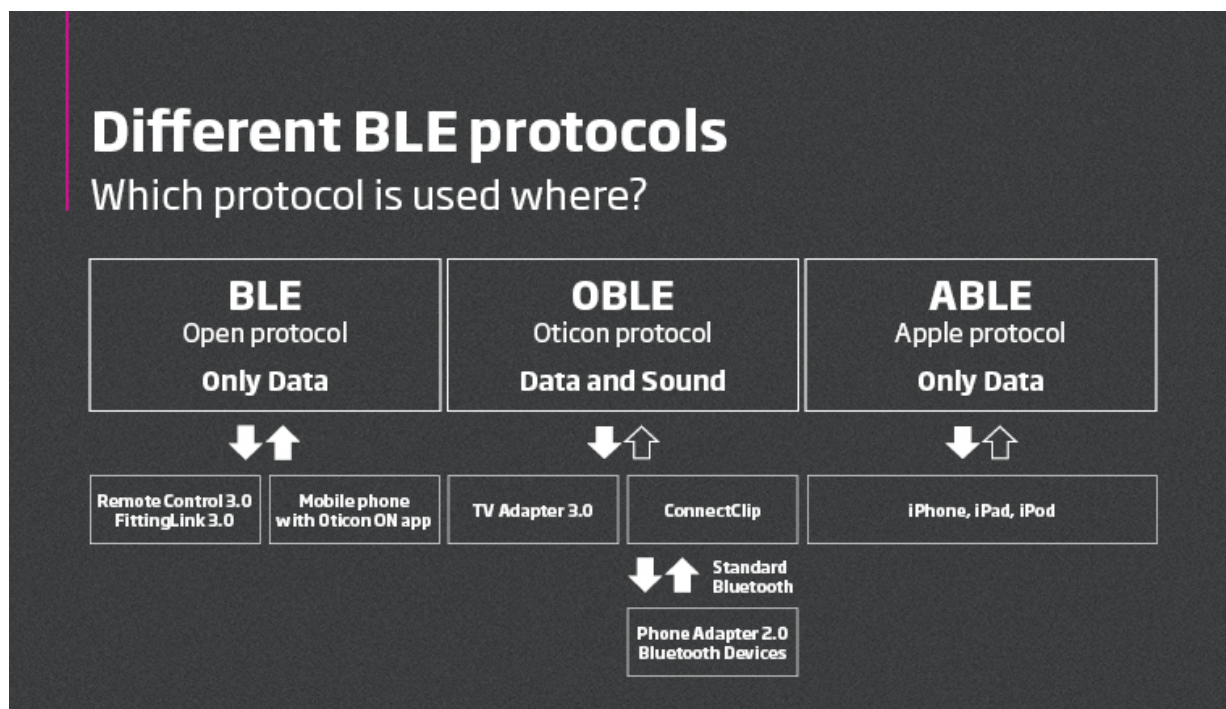 Different BLE protocols
Which protocol is used where?
BLE
Open protocol
Only Data
OBLE
Oticon protocol
Data and Sound
ABLE
Apple protocol
Only Data
Remote Control 3.0
FittingLink 3.0
Mobile phone
with Oticon ON app
TV Adapter 3.0
ConnectClip
iPhone, iPad, iPod
Standard
Bluetooth
Phone Adapter 2.0
Bluetooth Devices